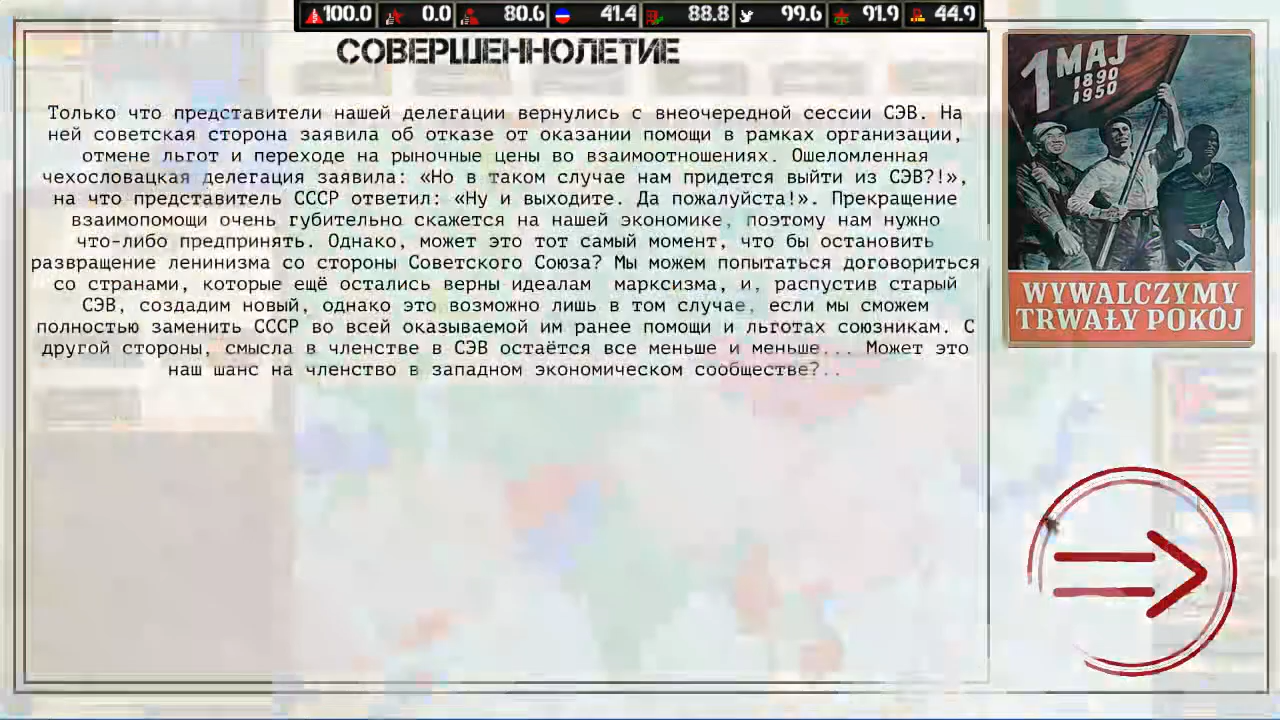 100.0 0.0 80.6 41.4 88.8 99.6 91.9 44.9
СОВЕРШЕННОЛЕТИЕ
Только что представители нашей делегации вернулись с внеочередной сессии СЭВ. На
ней советская сторона заявила об отказе от оказании помощи в рамках организации,
отмене льгот и переходе на рыночные цены во взаимоотношениях. Ошеломленная
чехословацкая делегация заявила: «Но в таком случае нам придется выйти из СЭВ?!»,
на что представитель СССР ответил: «Ну и выходите. Да пожалуйста!». Прекращение
взаимопомощи очень губительно скажется на нашей экономике, поэтому нам нужно
что-либо предпринять. Однако, может это тот самый момент, что бы остановить
развращение ленинизма со стороны Советского Союза? Мы можем попытаться договориться
со странами, которые ещё остались верны идеалам марксизма, и, распустив старый
СЭВ, создадим новый, однако это возможно лишь в том случае, если мы сможем
полностью заменить СССР во всей оказываемой им ранее помощи и льготах союзникам. С
другой стороны, смысла в членстве в СЭВ остаётся все меньше и меньше... Может это
наш шанс на членство в западном экономическом сообществе?..
1 MAJ
1890
1950
WYWALCZYMY
TRWAŁY POKÓJ